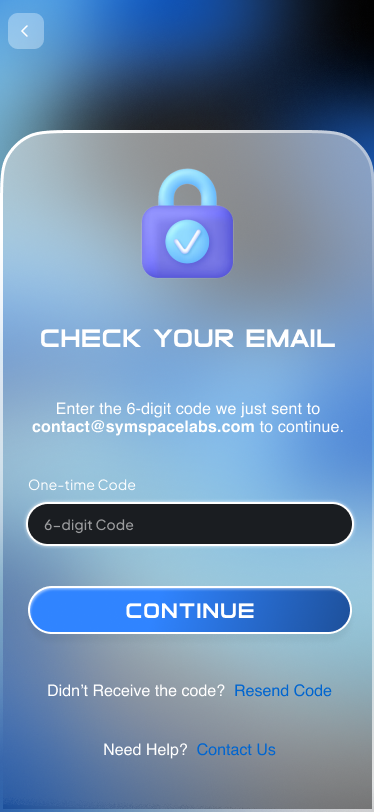 CHECK YOUR EMAIL
Enter the 6-digit code we just sent to
contact@symspacelabs.com to continue.
One-time Code
6-digit Code
CONTINUE
Didn't Receive the code? Resend Code
Need Help? Contact Us